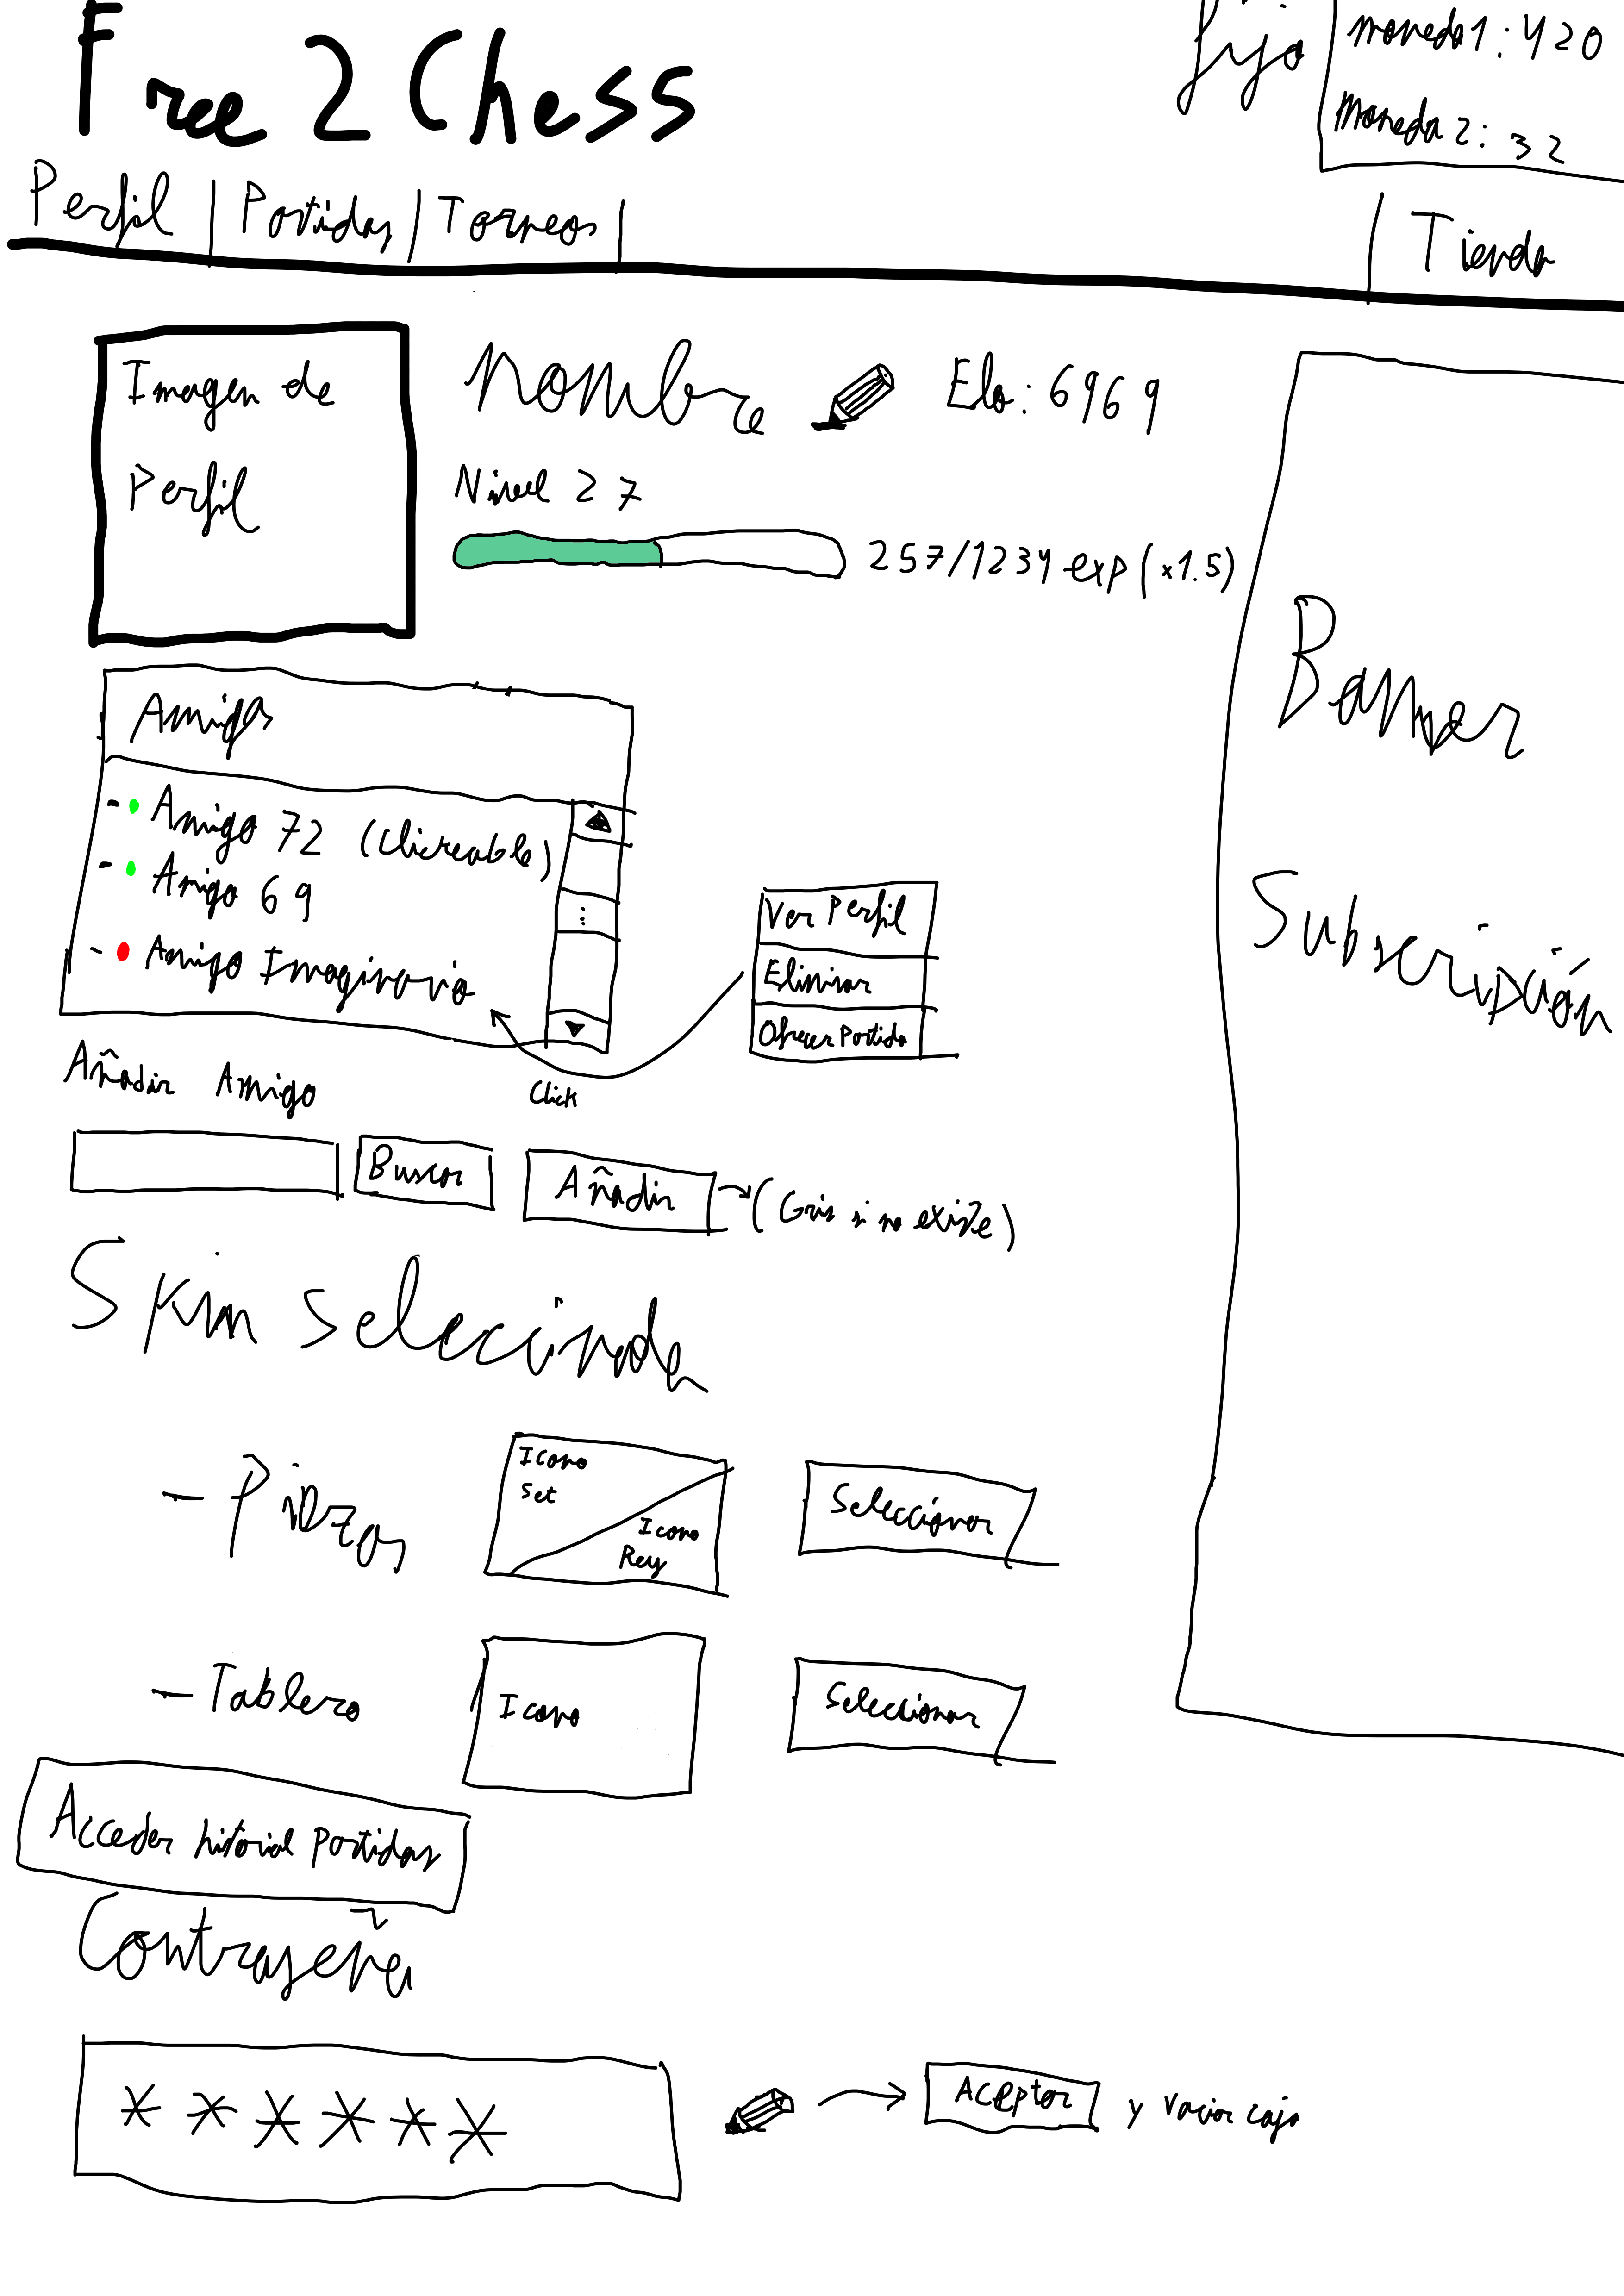 Free 2 Chess
fija
moneda 1: 420
moneda 2: 32
Perfil | Partidas | Torneos
Tienda
Imagen de
Perfil
Nombre
Elo: 6969
Nivel 27
257/1234 exp (x1.5)
Banner
Subscripción
Amigos
- Amigo 72 (Clickeable)
- Amigo 69
- Amigo Imaginario
Ver Perfil
Eliminar
Ofrecer Partida
Click
Añadir Amigo
Buscar
Añadir
(Gris si no existe)
Skin seleccionada
- Piezas
Icono
Set
Icono
Rey
Seleccionar
- Tablero
Icono
Seleccionar
Acceder historial partidas
Contraseña
* * * * * *
Aceptar
y vaciar caja